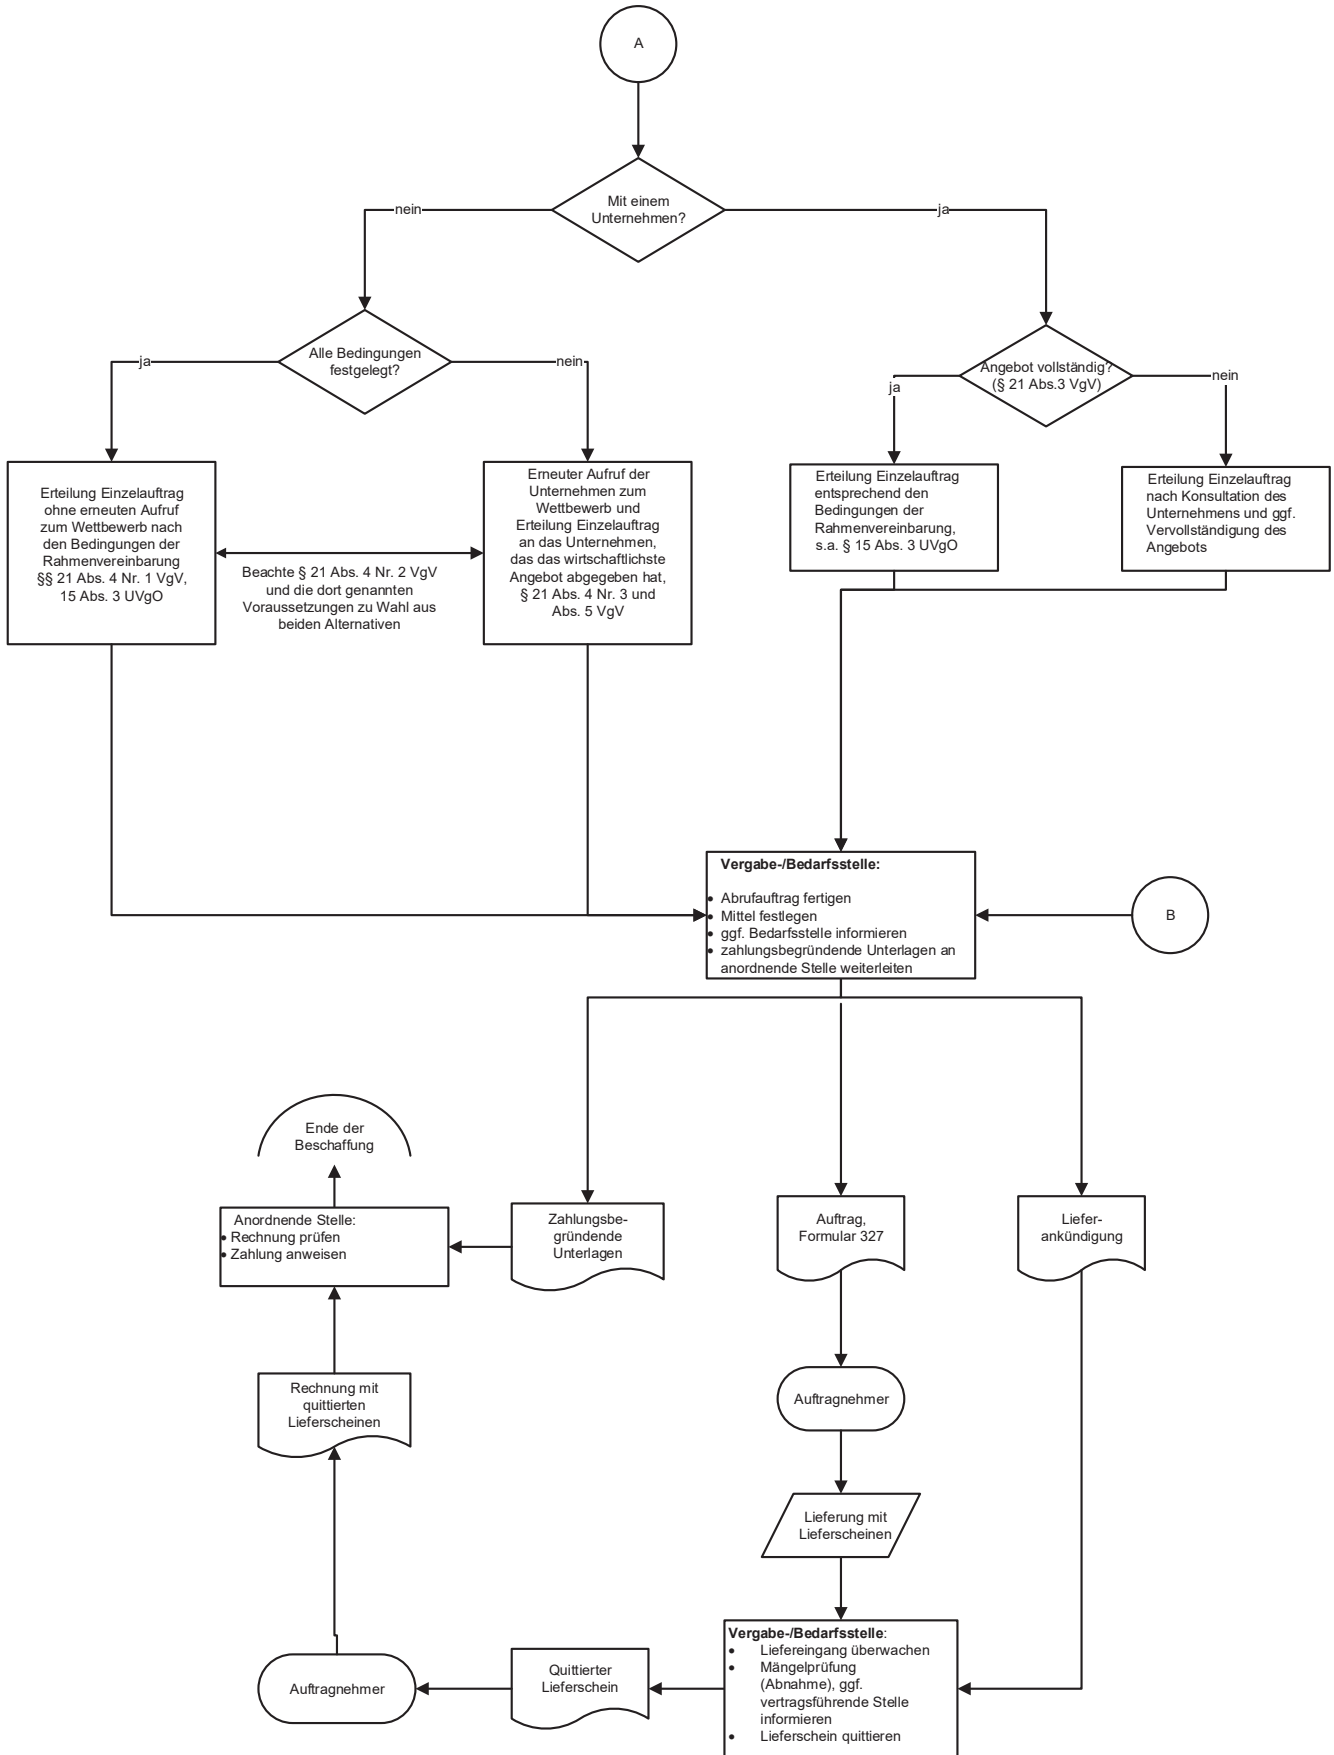 A
Mit einem
Unternehmen?
nein
ja
Alle Bedingungen
festgelegt?
ja
nein
Angebot vollständig?
(§ 21 Abs.3 VgV)
ja
nein
Erteilung Einzelauftrag
ohne erneuten Aufruf
zum Wettbewerb nach
den Bedingungen der
Rahmenvereinbarung
§§ 21 Abs. 4 Nr. 1 VgV,
15 Abs. 3 UVgO
Beachte § 21 Abs. 4 Nr. 2 VgV
und die dort genannten
Voraussetzungen zu Wahl aus
beiden Alternativen
Erneuter Aufruf der
Unternehmen zum
Wettbewerb und
Erteilung Einzelauftrag
an das Unternehmen,
das das wirtschaftlichste
Angebot abgegeben hat,
§ 21 Abs. 4 Nr. 3 und
Abs. 5 VgV
Erteilung Einzelauftrag
entsprechend den
Bedingungen der
Rahmenvereinbarung,
s.a. § 15 Abs. 3 UVgO
Erteilung Einzelauftrag
nach Konsultation des
Unternehmens und ggf.
Vervollständigung des
Angebots
Vergabe-/Bedarfsstelle:
• Abrufauftrag fertigen
• Mittel festlegen
• ggf. Bedarfsstelle informieren
• zahlungsbegründende Unterlagen an
anordnende Stelle weiterleiten
B
Ende der
Beschaffung
Anordnende Stelle:
• Rechnung prüfen
• Zahlung anweisen
Zahlungsbe-
gründende
Unterlagen
Auftrag,
Formular 327
Liefer-
ankündigung
Rechnung mit
quittierten
Lieferscheinen
Auftragnehmer
Lieferung mit
Lieferscheinen
Vergabe-/Bedarfsstelle:
• Liefereingang überwachen
• Mängelprüfung
(Abnahme), ggf.
vertragsführende Stelle
informieren
• Lieferschein quittieren
Quittierter
Lieferschein
Auftragnehmer